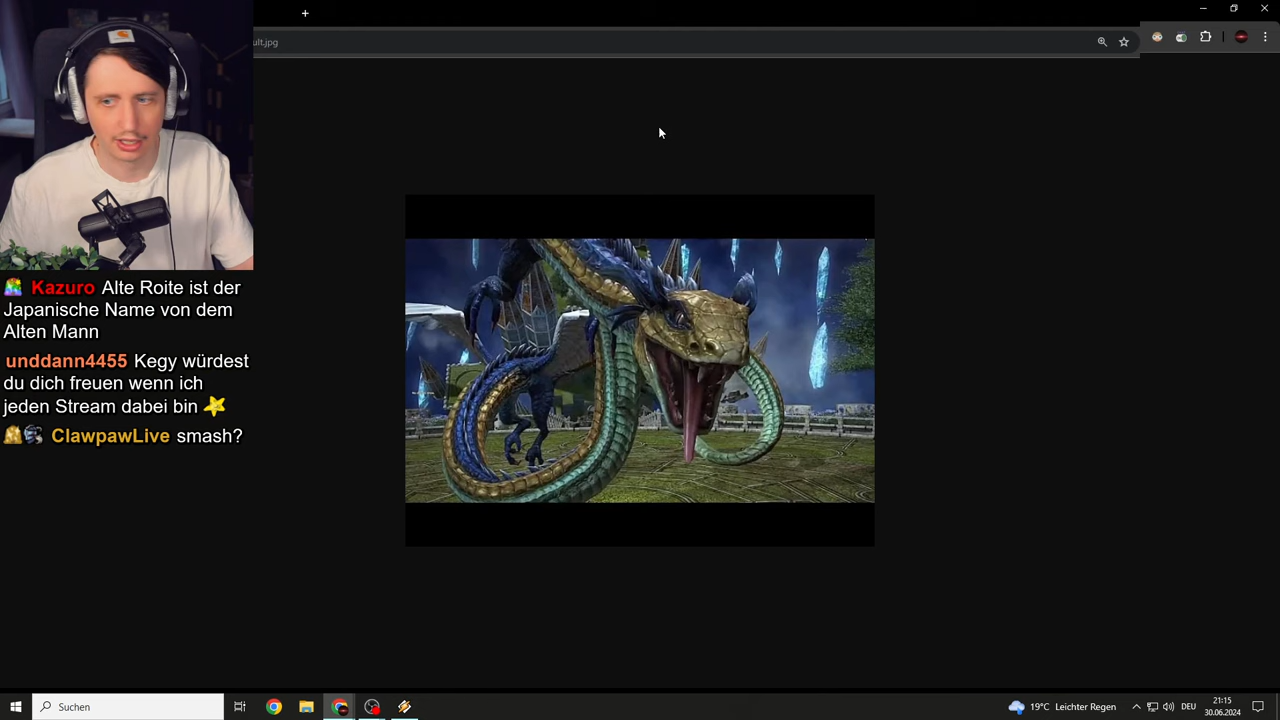 ult.jpg
Kazuro Alte Roite ist der
Japanische Name von dem
Alten Mann
unddann4455 Kegy würdest
du dich freuen wenn ich
jeden Stream dabei bin
ClawpawLive smash?
Suchen
19°C Leichter Regen
DEU
21:15
30.06.2024